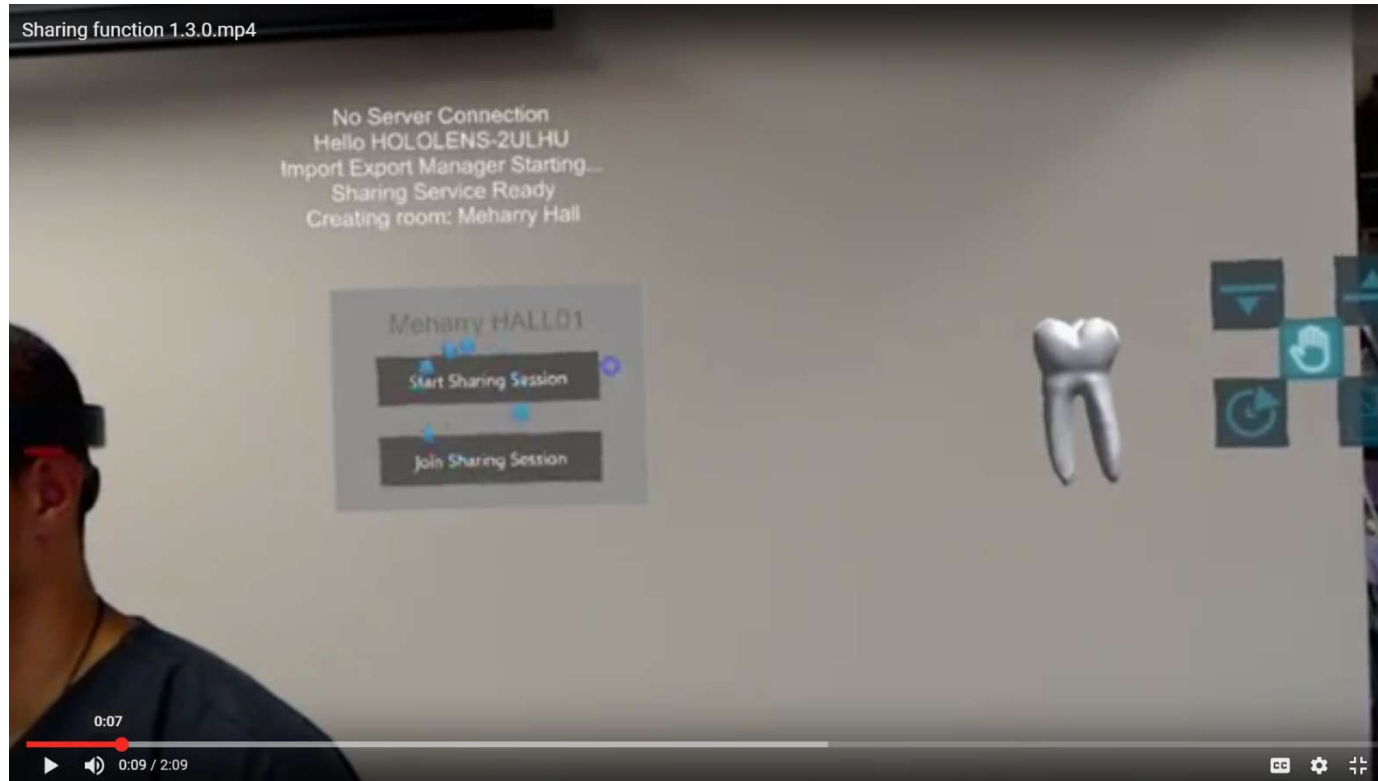 Sharing function 1.3.0.mp4
No Server Connection
Hello HOLOLENS-2ULHU
Import Export Manager Starting...
Sharing Service Ready
Creating room: Meharry Hall
Meharry HALL01
Start Sharing Session
Join Sharing Session
0:07
0:09 / 2:09
CC